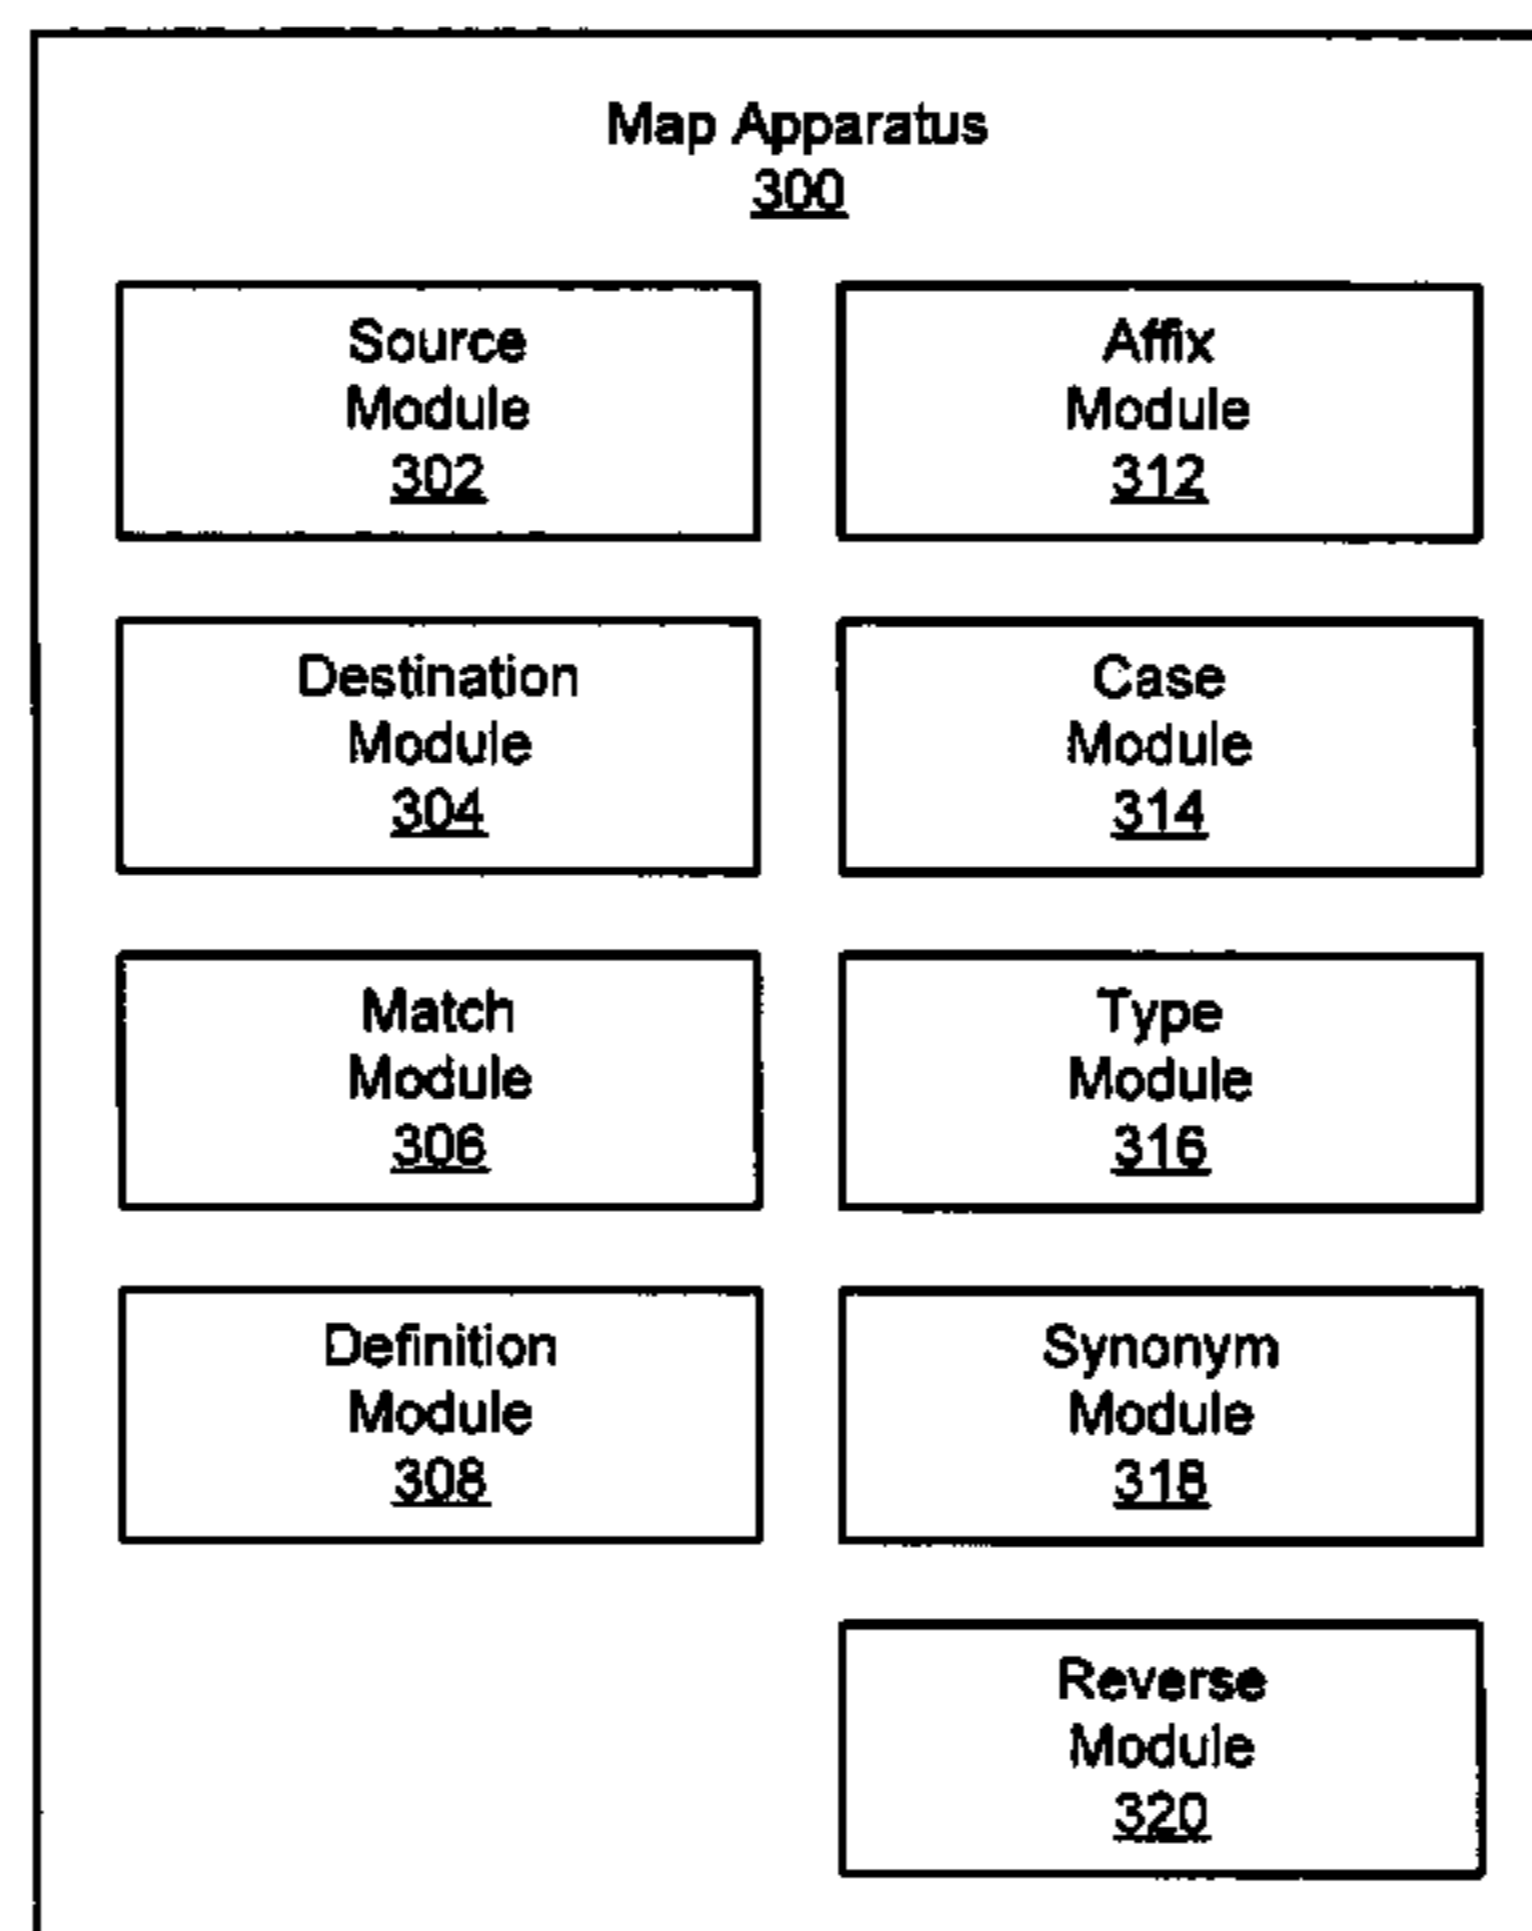 Map Apparatus
300
Source
Module
302
Affix
Module
312
Destination
Module
304
Case
Module
314
Match
Module
306
Type
Module
316
Definition
Module
308
Synonym
Module
318
Reverse
Module
320